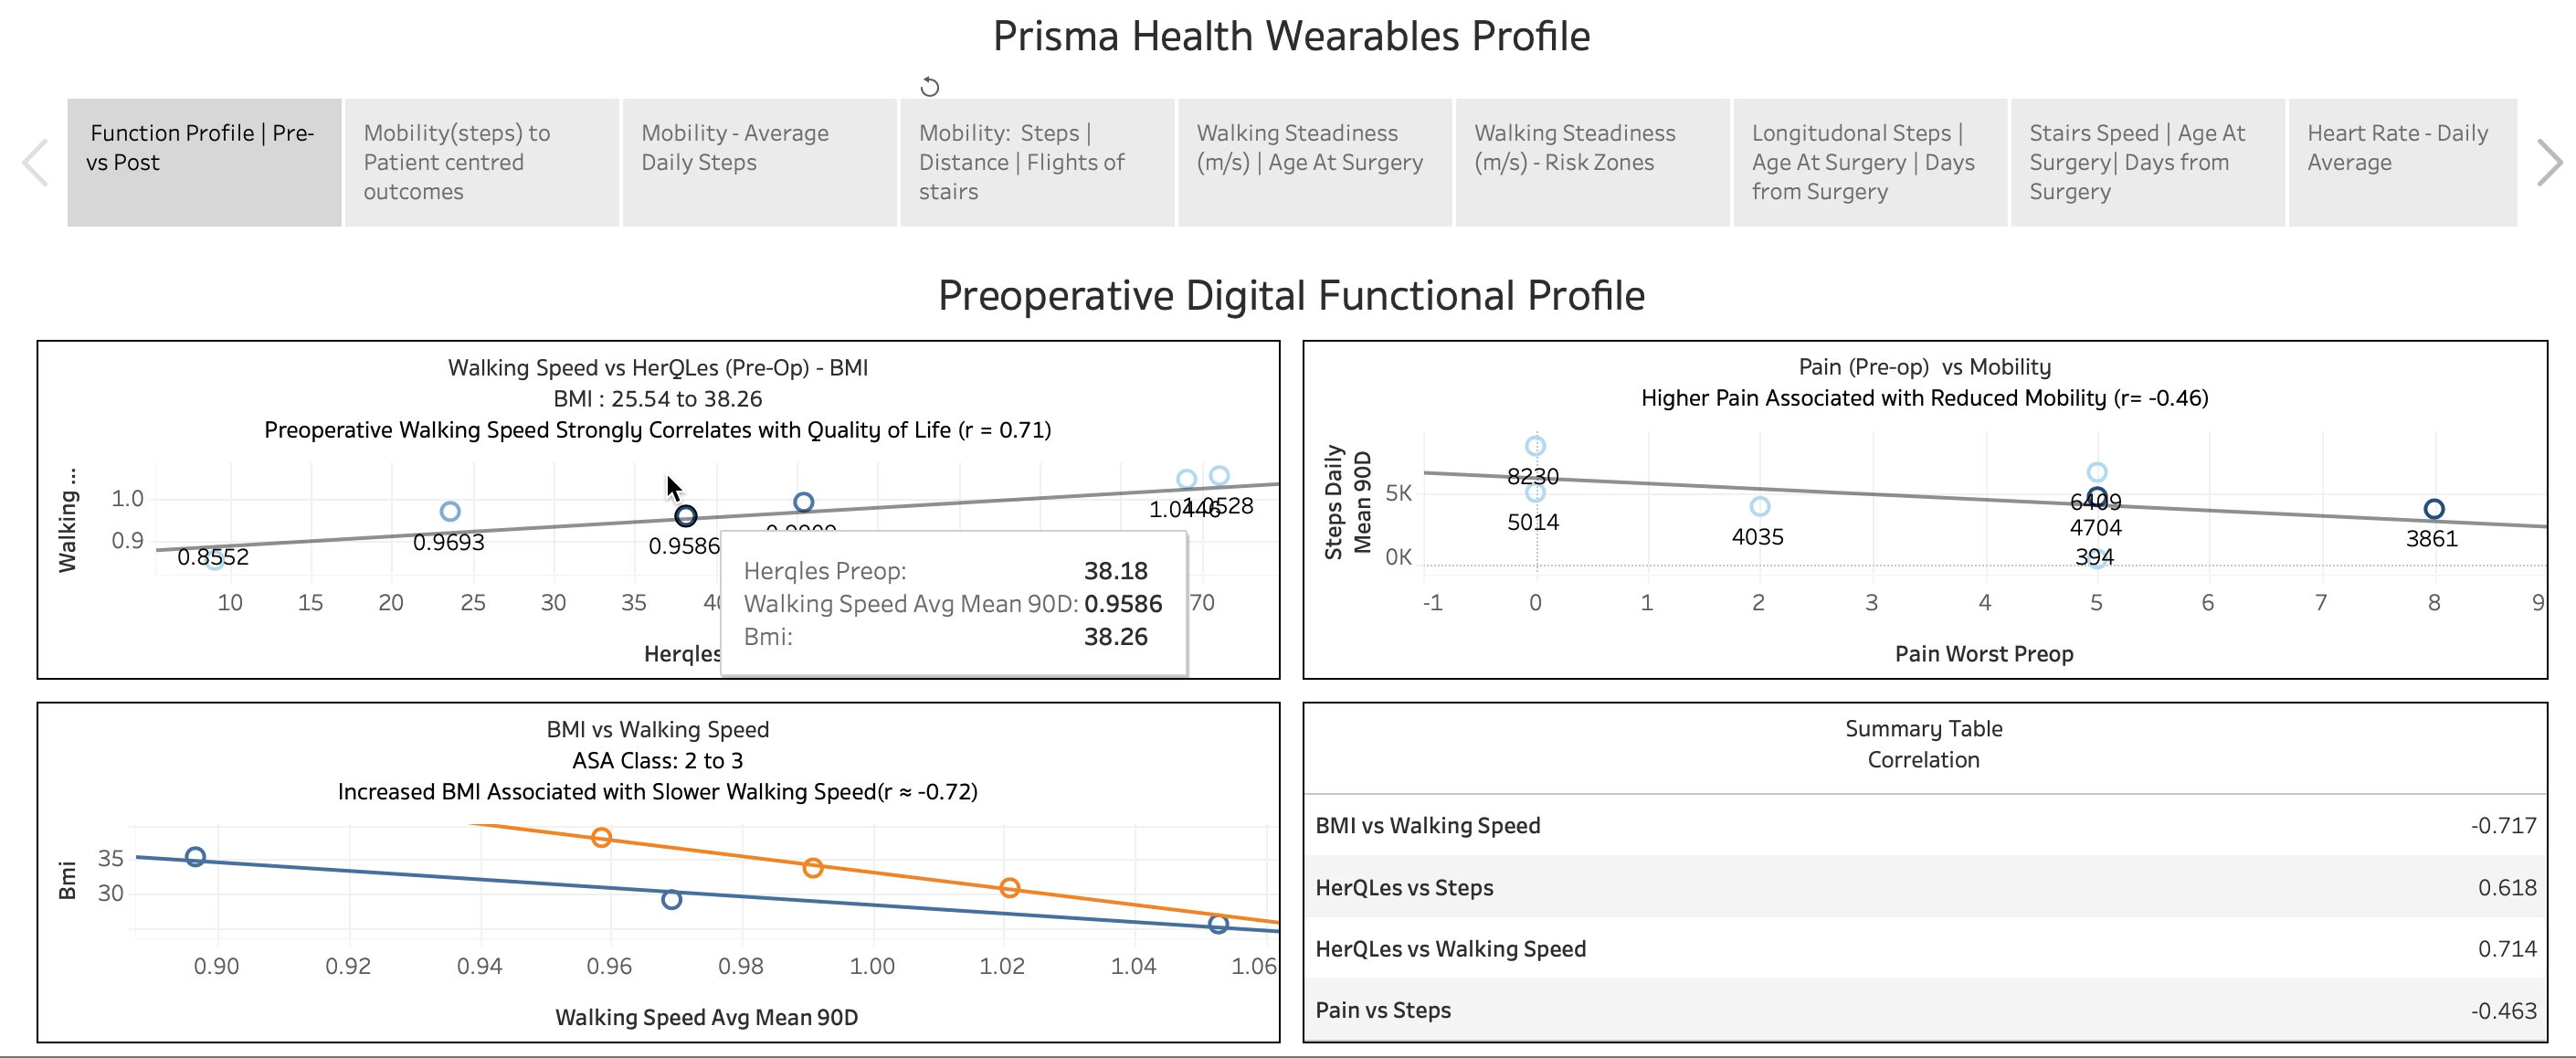 Prisma Health Wearables Profile
Function Profile | Pre-
vs Post
Mobility(steps) to
Patient centred
outcomes
Mobility - Average
Daily Steps
Mobility: Steps |
Distance | Flights of
stairs
Walking Steadiness
(m/s) | Age At Surgery
Walking Steadiness
(m/s) - Risk Zones
Longitudonal Steps |
Age At Surgery | Days
from Surgery
Stairs Speed | Age At
Surgery| Days from
Surgery
Heart Rate - Daily
Average
Preoperative Digital Functional Profile
Walking Speed vs HerQLes (Pre-Op) - BMI
BMI : 25.54 to 38.26
Preoperative Walking Speed Strongly Correlates with Quality of Life (r = 0.71)
Walking ...
1.0
0.9
0.8552
0.9693
0.9586
1.0446
1.0528
10 15 20 25 30 35 70
Herqles
Herqles Preop: 38.18
Walking Speed Avg Mean 90D: 0.9586
Bmi: 38.26
Pain (Pre-op) vs Mobility
Higher Pain Associated with Reduced Mobility (r= -0.46)
Steps Daily
Mean 90D
5K
0K
8230
5014
4035
6409
4704
394
3861
-1 0 1 2 3 4 5 6 7 8 9
Pain Worst Preop
BMI vs Walking Speed
ASA Class: 2 to 3
Increased BMI Associated with Slower Walking Speed(r ≈ -0.72)
Bmi
35
30
0.90 0.92 0.94 0.96 0.98 1.00 1.02 1.04 1.06
Walking Speed Avg Mean 90D
Summary Table
Correlation
BMI vs Walking Speed -0.717
HerQLes vs Steps 0.618
HerQLes vs Walking Speed 0.714
Pain vs Steps -0.463